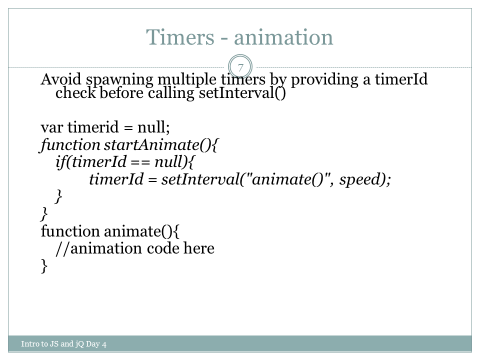 Timers - animation
7
Avoid spawning multiple timers by providing a timerId
check before calling setInterval()
var timerid = null;
function startAnimate(){
if(timerId == null){
timerId = setInterval("animate()", speed);
}
}
function animate(){
//animation code here
}
Intro to JS and jQ Day 4